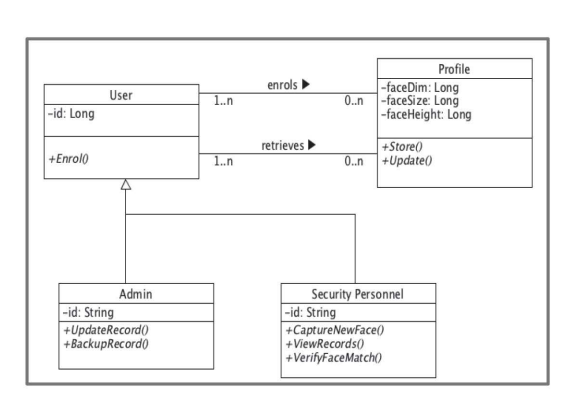 User
–id: Long
+Enrol()
enrols ▶
1..n
0..n
retrieves ▶
1..n
0..n
Profile
–faceDim: Long
–faceSize: Long
–faceHeight: Long
+Store()
+Update()
Admin
–id: String
+UpdateRecord()
+BackupRecord()
Security Personnel
–id: String
+CaptureNewFace()
+ViewRecords()
+VerifyFaceMatch()